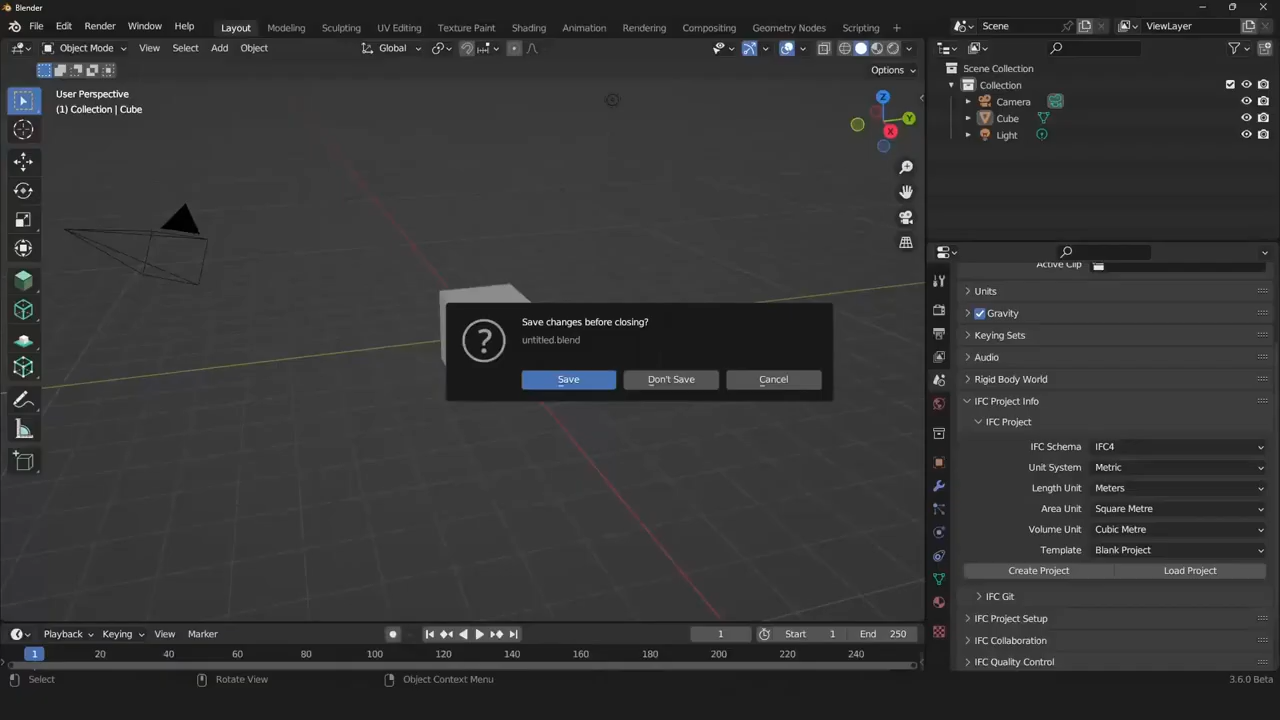 Blender
File Edit Render Window Help
Layout Modeling Sculpting UV Editing Texture Paint Shading Animation Rendering Compositing Geometry Nodes Scripting +
Scene
ViewLayer
Object Mode View Select Add Object
Global
Options
User Perspective
(1) Collection | Cube
Z
Y
X
Scene Collection
Collection
Camera
Cube
Light
Active Clip
Units
Gravity
Keying Sets
Audio
Rigid Body World
IFC Project Info
IFC Project
IFC Schema IFC4
Unit System Metric
Length Unit Meters
Area Unit Square Metre
Volume Unit Cubic Metre
Template Blank Project
Create Project Load Project
IFC Git
IFC Project Setup
IFC Collaboration
IFC Quality Control
?
Save changes before closing?
untitled.blend
Save Don't Save Cancel
Playback Keying View Marker
1
Start 1 End 250
1 20 40 60 80 100 120 140 160 180 200 220 240
Select Rotate View Object Context Menu
3.6.0 Beta